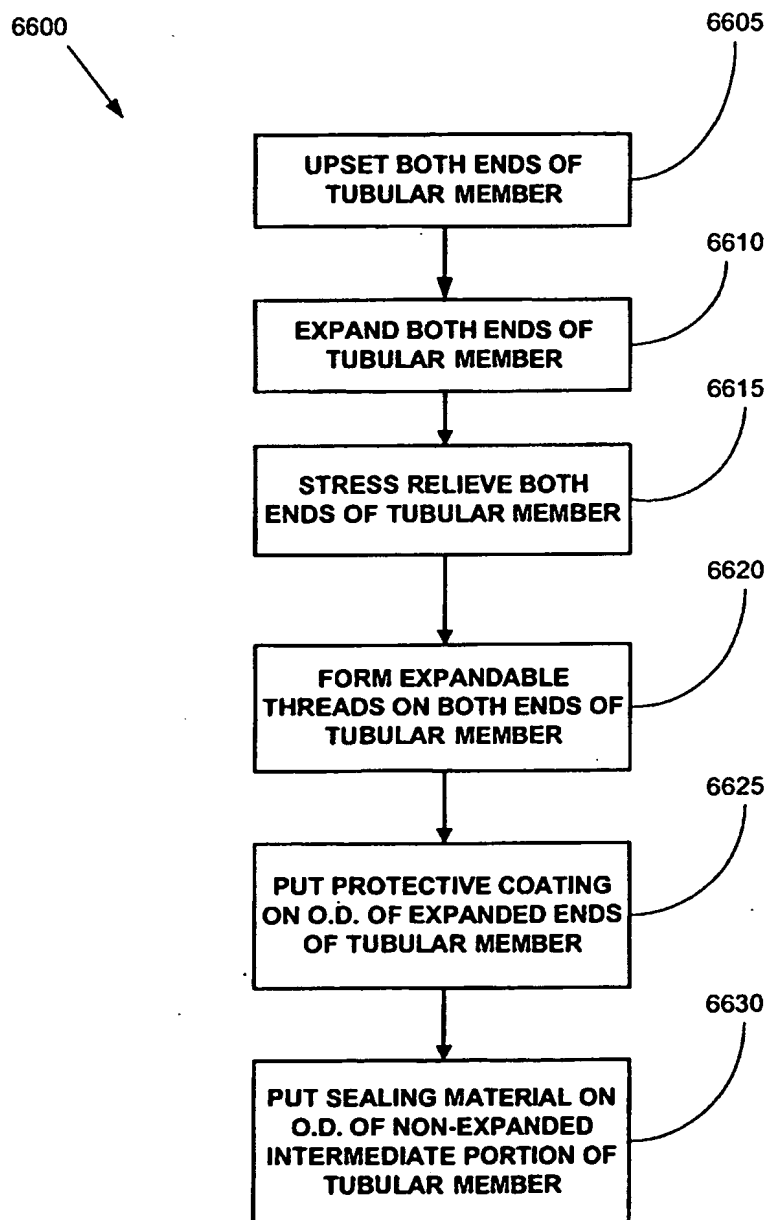 6600
6605
UPSET BOTH ENDS OF
TUBULAR MEMBER
6610
EXPAND BOTH ENDS OF
TUBULAR MEMBER
6615
STRESS RELIEVE BOTH
ENDS OF TUBULAR MEMBER
6620
FORM EXPANDABLE
THREADS ON BOTH ENDS OF
TUBULAR MEMBER
6625
PUT PROTECTIVE COATING
ON O.D. OF EXPANDED ENDS
OF TUBULAR MEMBER
6630
PUT SEALING MATERIAL ON
O.D. OF NON-EXPANDED
INTERMEDIATE PORTION OF
TUBULAR MEMBER